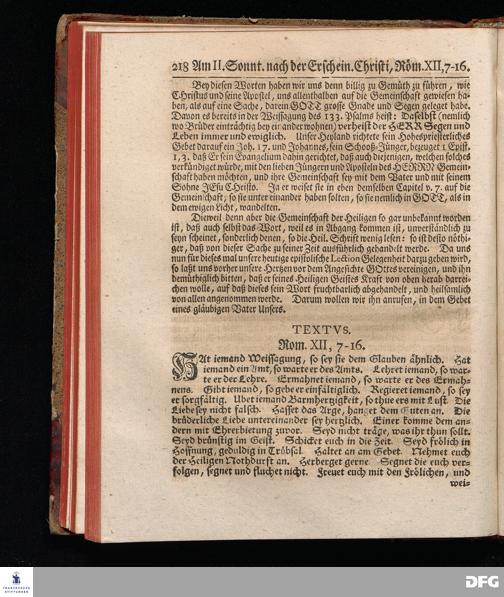 218 Am II. Sonnt. nach der Erschein. Christi, Röm. XII, 7-16.
Bey diesen Worten haben wir uns denn billig zu Gemüth zu führen, wie
Christus und seine Apostel, uns allenthalben auf die Gemeinschaft gewiesen ha-
ben, als auf eine Sache, darein GOTT grosse Gnade und Segen geleget habe.
Davon es bereits in der Weissagung des 133. Psalms heist: Daselbst (nemlich
wo Brüder einträchtig bey einander wohnen) verheist der HERR Segen und
Leben immer und ewiglich. Unser Heyland richtete sein Hohespriesterliches
Gebet darauf ein Joh. 17. und Johannes, sein Schooß-Jünger, bezeuget 1 Epist.
1, 3. daß Er sein Evangelium dahin gerichtet, daß auch diejenigen, welchen solches
verkündiget würde, mit den lieben Jüngern und Aposteln des HERRN Gemein-
schaft haben möchten, und ihre Gemeinschaft sey mit dem Vater und mit seinem
Sohne JEsu Christo. Ja er weiset sie in eben demselben Capitel v. 7. auf die
Gemeinschaft, so sie unter einander haben solten, so sie nemlich in GOTT, als in
dem ewigen Licht, wandelten.
Dieweil denn aber die Gemeinschaft der Heiligen so gar unbekannt worden
ist, daß auch selbst das Wort, weil es in Abgang kommen ist, unverständlich zu
seyn scheinet, sonderlich denen, so die Heil. Schrift wenig lesen: so ist desto nöthi-
ger, daß von dieser Sache zu seiner Zeit ausführlich gehandelt werde. Da uns
nun für dieses mal unsere heutige epistolische Lection Gelegenheit darzu geben wird,
so laßt uns vorher unsere Hertzen vor dem Angesichte GOttes vereinigen, und ihn
demüthiglich bitten, daß er seines Heiligen Geistes Kraft von oben herab darrei-
chen wolle, auf daß dieses sein Wort fruchtbarlich abgehandelt, und heilsamlich
von allen angenommen werde. Darum wollen wir ihn anrufen, in dem Gebet
eines gläubigen Vater Unsers.
TEXTVS.
Rom. XII, 7-16.
HAt iemand Weissagung, so sey sie dem Glauben ähnlich. Hat
iemand ein Amt, so warte er des Amts. Lehret iemand, so war-
te er der Lehre. Ermahnet iemand, so warte er des Ermah-
nens. Gibt iemand, so gebe er einfältiglich. Regieret iemand, so sey
er sorgfältig. Ubet iemand Barmhertzigkeit, so thue ers mit Lust. Die
Liebe sey nicht falsch. Hasset das Arge, hanget dem Guten an. Die
brüderliche Liebe untereinander sey hertzlich. Einer komme dem an-
dern mit Ehrerbietung zuvor. Seyd nicht träge, was ihr thun sollt.
Seyd brünstig im Geist. Schicket euch in die Zeit. Seyd frölich in
Hoffnung, geduldig in Trübsal. Haltet an am Gebet. Nehmet euch
der Heiligen Nothdurft an. Herberget gerne. Segnet die euch ver-
folgen, segnet und fluchet nicht. Freuet euch mit den Frölichen, und
wei-
FRANCKESCHE
STIFTUNGEN
DFG